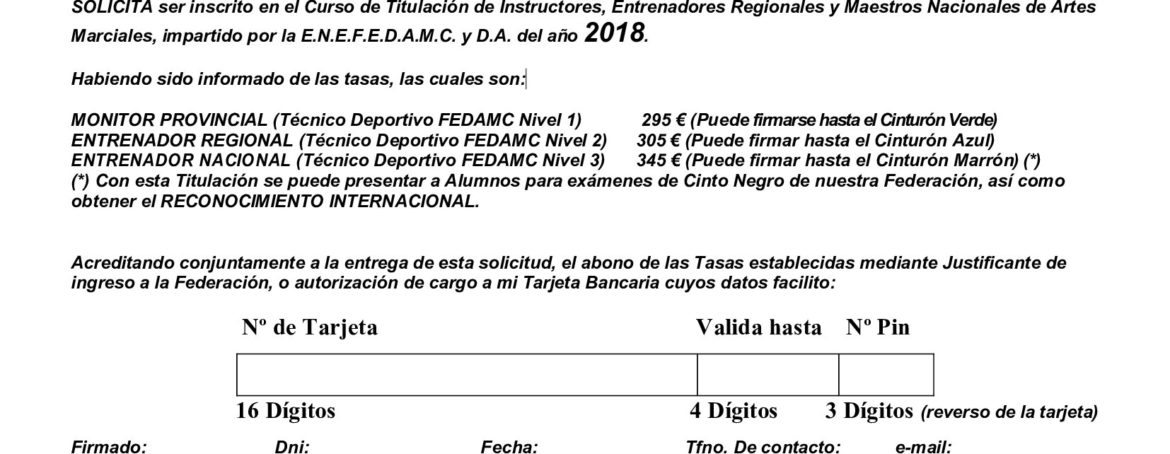 SOLICITA ser inscrito en el Curso de Titulación de Instructores, Entrenadores Regionales y Maestros Nacionales de Artes
Marciales, impartido por la E.N.E.F.E.D.A.M.C. y D.A. del año 2018.
Habiendo sido informado de las tasas, las cuales son:
MONITOR PROVINCIAL (Técnico Deportivo FEDAMC Nivel 1) 295 € (Puede firmarse hasta el Cinturón Verde)
ENTRENADOR REGIONAL (Técnico Deportivo FEDAMC Nivel 2) 305 € (Puede firmar hasta el Cinturón Azul)
ENTRENADOR NACIONAL (Técnico Deportivo FEDAMC Nivel 3) 345 € (Puede firmar hasta el Cinturón Marrón) (*)
(*) Con esta Titulación se puede presentar a Alumnos para exámenes de Cinto Negro de nuestra Federación, así como
obtener el RECONOCIMIENTO INTERNACIONAL.
Acreditando conjuntamente a la entrega de esta solicitud, el abono de las Tasas establecidas mediante Justificante de
ingreso a la Federación, o autorización de cargo a mi Tarjeta Bancaria cuyos datos facilito:
Nº de Tarjeta Valida hasta Nº Pin
16 Dígitos 4 Dígitos 3 Dígitos (reverso de la tarjeta)
Firmado: Dni: Fecha: Tfno. De contacto: e-mail: